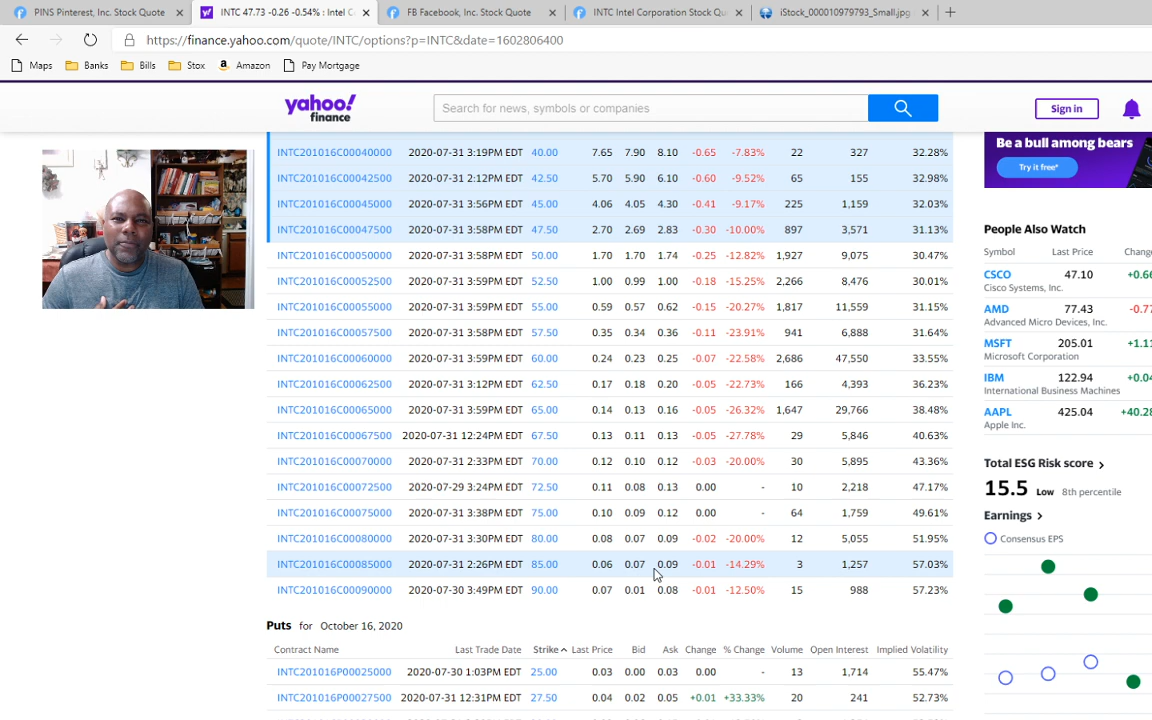 PINS Pinterest, Inc. Stock Quote
INTC 47.73 -0.26 -0.54% : Intel C
FB Facebook, Inc. Stock Quote
INTC Intel Corporation Stock Qu
iStock_000010979793_Small.jpg
https://finance.yahoo.com/quote/INTC/options?p=INTC&date=1602806400
Maps Banks Bills Stox Amazon Pay Mortgage
yahoo!
finance
Search for news, symbols or companies
Sign in
INTC201016C00040000 2020-07-31 3:19PM EDT 40.00 7.65 7.90 8.10 -0.65 -7.83% 22 327 32.28%
INTC201016C00042500 2020-07-31 2:12PM EDT 42.50 5.70 5.90 6.10 -0.60 -9.52% 65 155 32.98%
INTC201016C00045000 2020-07-31 3:56PM EDT 45.00 4.06 4.05 4.30 -0.41 -9.17% 225 1,159 32.03%
INTC201016C00047500 2020-07-31 3:58PM EDT 47.50 2.70 2.69 2.83 -0.30 -10.00% 897 3,571 31.13%
INTC201016C00050000 2020-07-31 3:58PM EDT 50.00 1.70 1.70 1.74 -0.25 -12.82% 1,927 9,075 30.47%
INTC201016C00052500 2020-07-31 3:58PM EDT 52.50 1.00 0.99 1.00 -0.18 -15.25% 2,266 8,476 30.01%
INTC201016C00055000 2020-07-31 3:58PM EDT 55.00 0.59 0.57 0.62 -0.15 -20.27% 1,817 11,559 31.15%
INTC201016C00057500 2020-07-31 3:58PM EDT 57.50 0.35 0.34 0.36 -0.11 -23.91% 941 6,888 31.64%
INTC201016C00060000 2020-07-31 3:59PM EDT 60.00 0.24 0.23 0.25 -0.07 -22.58% 2,686 47,550 33.55%
INTC201016C00062500 2020-07-31 3:12PM EDT 62.50 0.17 0.18 0.20 -0.05 -22.73% 166 4,393 36.23%
INTC201016C00065000 2020-07-31 3:59PM EDT 65.00 0.14 0.13 0.16 -0.05 -26.32% 1,647 29,766 38.48%
INTC201016C00067500 2020-07-31 12:24PM EDT 67.50 0.13 0.11 0.13 -0.05 -27.78% 29 5,846 40.63%
INTC201016C00070000 2020-07-31 2:33PM EDT 70.00 0.12 0.10 0.12 -0.03 -20.00% 30 5,895 43.36%
INTC201016C00072500 2020-07-29 3:24PM EDT 72.50 0.11 0.08 0.13 0.00 - 10 2,218 47.17%
INTC201016C00075000 2020-07-31 3:38PM EDT 75.00 0.10 0.09 0.12 0.00 - 64 1,759 49.61%
INTC201016C00080000 2020-07-31 3:30PM EDT 80.00 0.08 0.07 0.09 -0.02 -20.00% 12 5,055 51.95%
INTC201016C00085000 2020-07-31 2:26PM EDT 85.00 0.06 0.07 0.09 -0.01 -14.29% 3 1,257 57.03%
INTC201016C00090000 2020-07-30 3:49PM EDT 90.00 0.07 0.01 0.08 -0.01 -12.50% 15 988 57.23%
Puts for October 16, 2020
Contract Name Last Trade Date Strike Last Price Bid Ask Change % Change Volume Open Interest Implied Volatility
INTC201016P00025000 2020-07-30 1:03PM EDT 25.00 0.03 0.00 0.03 0.00 - 13 1,714 55.47%
INTC201016P00027500 2020-07-31 12:31PM EDT 27.50 0.04 0.02 0.05 +0.01 +33.33% 20 241 52.73%
Be a bull among bears
Try it free*
People Also Watch
Symbol Last Price Change
CSCO 47.10 +0.66
Cisco Systems, Inc.
AMD 77.43 -0.77
Advanced Micro Devices, Inc.
MSFT 205.01 +1.11
Microsoft Corporation
IBM 122.94 +0.04
International Business Machines
AAPL 425.04 +40.28
Apple Inc.
Total ESG Risk score
15.5 Low 8th percentile
Earnings
Consensus EPS